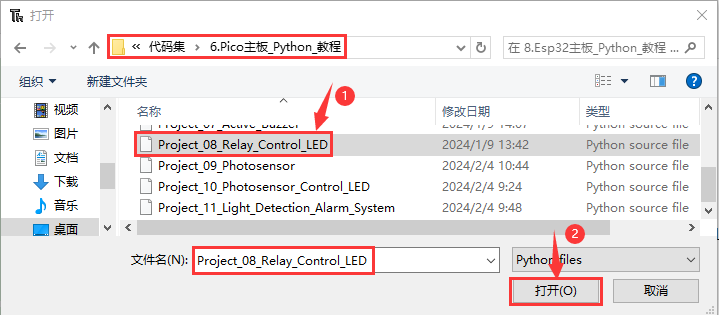 打开
« 代码集 › 6.Pico主板_Python_教程
在 8.Esp32主板_Python_教程 ...
组织 新建文件夹
名称 修改日期 类型
视频
图片
文档
下载
音乐
桌面
Project_07_Active_Buzzer 2024/1/9 14:07 Python source file
1
Project_08_Relay_Control_LED 2024/1/9 13:42 Python source file
Project_09_Photosensor 2024/2/4 10:44 Python source file
Project_10_Photosensor_Control_LED 2024/2/4 9:24 Python source file
Project_11_Light_Detection_Alarm_System 2024/2/4 9:48 Python source file
2
文件名(N): Project_08_Relay_Control_LED Python files
打开(O) 取消